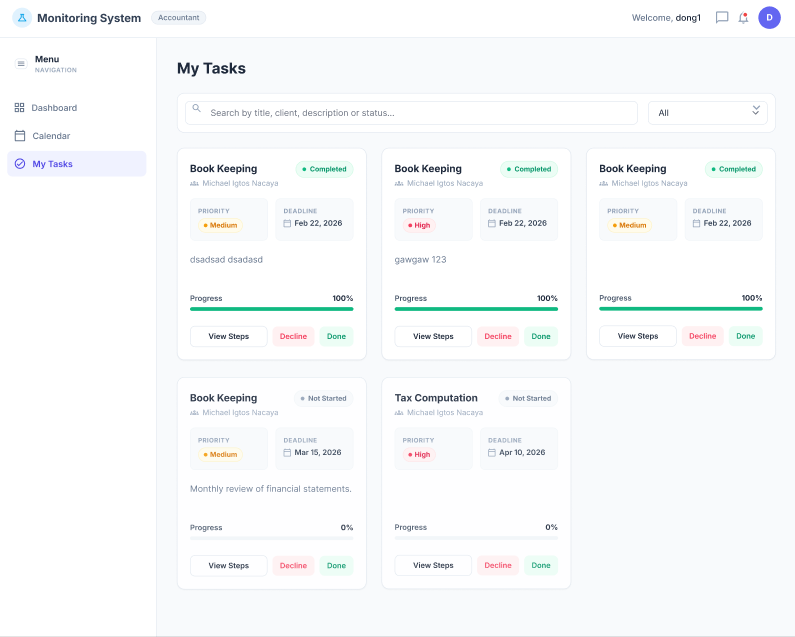 Monitoring System Accountant Welcome, dong1 D
Menu
NAVIGATION
Dashboard
Calendar
My Tasks
My Tasks
Search by title, client, description or status... All
Book Keeping Completed
Michael Igtos Nacaya
PRIORITY DEADLINE
Medium Feb 22, 2026
dsadsad dsadasd
Progress 100%
View Steps Decline Done
Book Keeping Completed
Michael Igtos Nacaya
PRIORITY DEADLINE
High Feb 22, 2026
gawgaw 123
Progress 100%
View Steps Decline Done
Book Keeping Completed
Michael Igtos Nacaya
PRIORITY DEADLINE
Medium Feb 22, 2026
Progress 100%
View Steps Decline Done
Book Keeping Not Started
Michael Igtos Nacaya
PRIORITY DEADLINE
Medium Mar 15, 2026
Monthly review of financial statements.
Progress 0%
View Steps Decline Done
Tax Computation Not Started
Michael Igtos Nacaya
PRIORITY DEADLINE
High Apr 10, 2026
Progress 0%
View Steps Decline Done